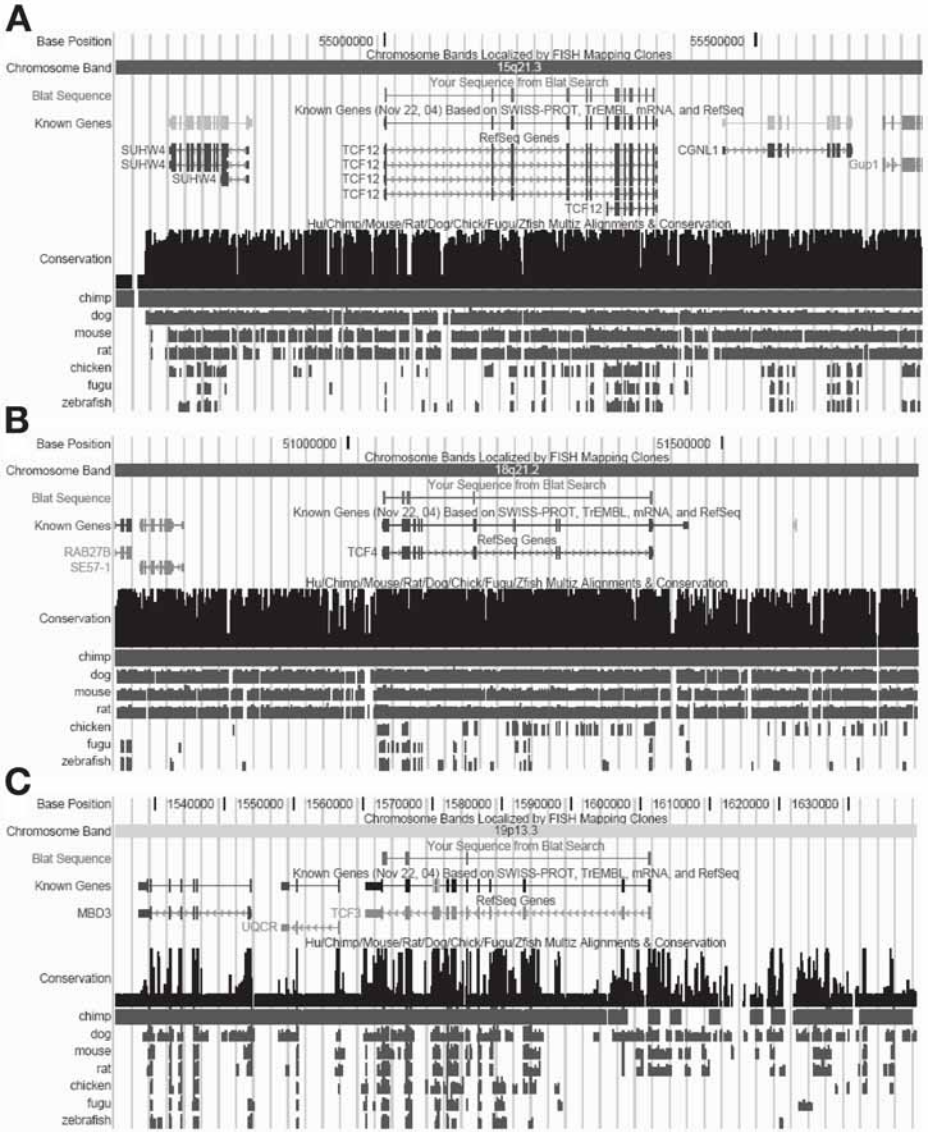 A
Base Position 55000000 55500000
Chromosome Bands Localized by FISH Mapping Clones
Chromosome Band 15q21.3
Your Sequence from Blat Search
Blat Sequence
Known Genes (Nov 22, 04) Based on SWISS-PROT, TrEMBL, mRNA, and RefSeq
Known Genes
RefSeq Genes
SUHW4 TCF12 CGNL1
SUHW4 TCF12 Gup1
SUHW4 TCF12
TCF12
TCF12
Hu/Chimp/Mouse/Rat/Dog/Chick/Fugu/Zfish Multiz Alignments & Conservation
Conservation
chimp
dog
mouse
rat
chicken
fugu
zebrafish
B
Base Position 51000000 51500000
Chromosome Bands Localized by FISH Mapping Clones
Chromosome Band 18q21.2
Your Sequence from Blat Search
Blat Sequence
Known Genes (Nov 22, 04) Based on SWISS-PROT, TrEMBL, mRNA, and RefSeq
Known Genes
RefSeq Genes
RAB27B TCF4
SE57-1
Hu/Chimp/Mouse/Rat/Dog/Chick/Fugu/Zfish Multiz Alignments & Conservation
Conservation
chimp
dog
mouse
rat
chicken
fugu
zebrafish
C
Base Position 1540000 1550000 1560000 1570000 1580000 1590000 1600000 1610000 1620000 1630000
Chromosome Bands Localized by FISH Mapping Clones
Chromosome Band 19p13.3
Your Sequence from Blat Search
Blat Sequence
Known Genes (Nov 22, 04) Based on SWISS-PROT, TrEMBL, mRNA, and RefSeq
Known Genes
RefSeq Genes
MBD3 TCF3
UQCR
Hu/Chimp/Mouse/Rat/Dog/Chick/Fugu/Zfish Multiz Alignments & Conservation
Conservation
chimp
dog
mouse
rat
chicken
fugu
zebrafish